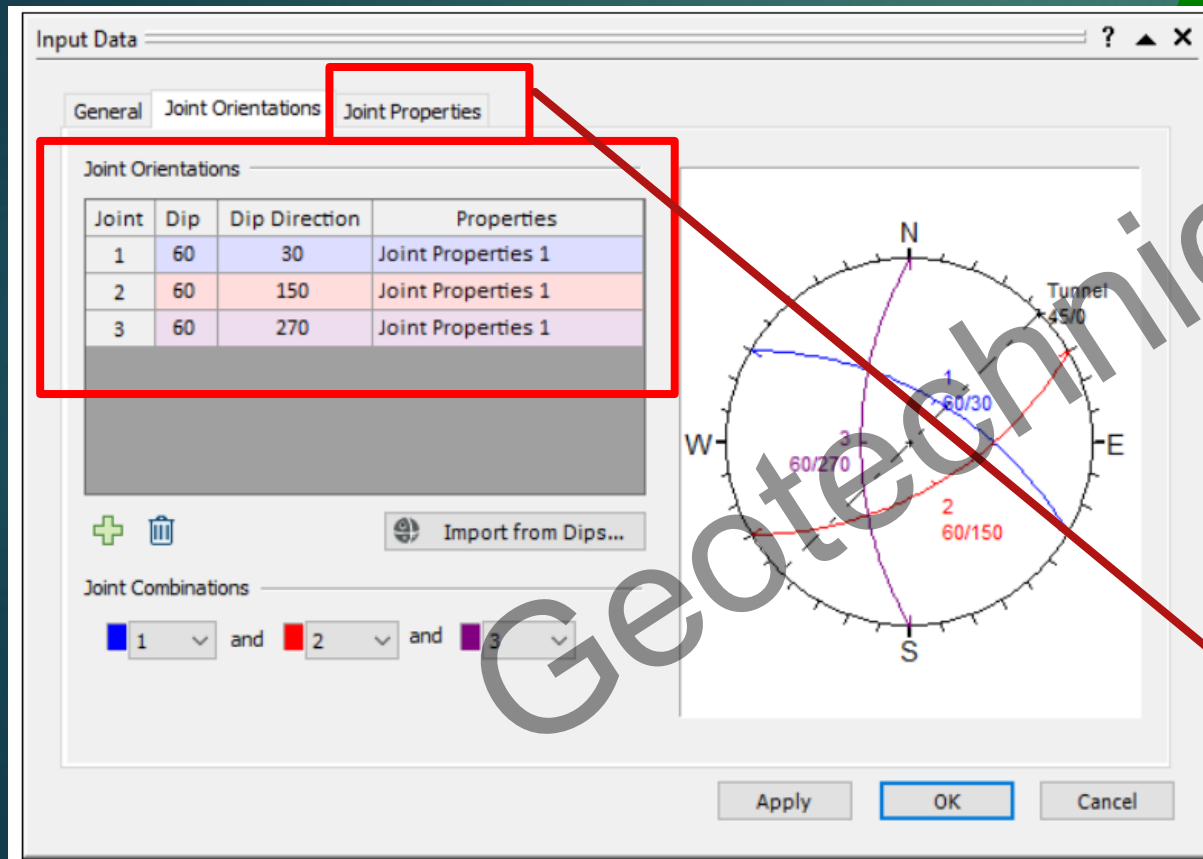 Input Data ? ▲ ✕
General Joint Orientations Joint Properties
Joint Orientations
Joint Dip Dip Direction Properties
1 60 30 Joint Properties 1
2 60 150 Joint Properties 1
3 60 270 Joint Properties 1
Import from Dips...
Joint Combinations
1 and 2 and 3
N
Tunnel
45/0
1
60/30
W
3
60/270
E
2
60/150
S
Apply OK Cancel